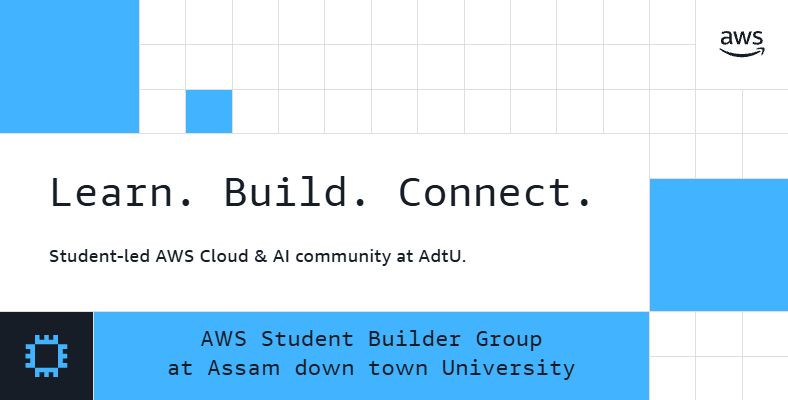 aws
Learn. Build. Connect.
Student-led AWS Cloud & AI community at AdtU.
AWS Student Builder Group
at Assam down town University